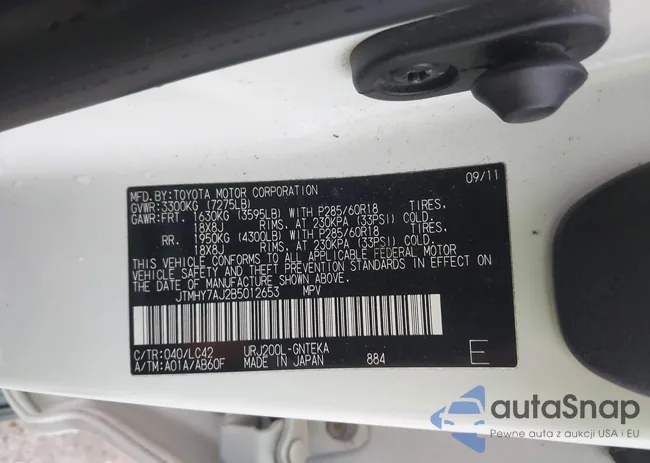 MFD.BY:TOYOTA MOTOR CORPORATION 09/11
GVWR:3300KG (7275LB)
GAWR:FRT. 1630KG (3595LB) WITH P285/60R18 TIRES.
18X8J RIMS. AT 230KPA (33PSI) COLD.
RR. 1950KG (4300LB) WITH P285/60R18 TIRES.
18X8J RIMS. AT 230KPA (33PSI) COLD.
THIS VEHICLE CONFORMS TO ALL APPLICABLE FEDERAL MOTOR
VEHICLE SAFETY AND THEFT PREVENTION STANDARDS IN EFFECT ON
THE DATE OF MANUFACTURE SHOWN ABOVE.
JTMHY7AJ2B5012653 MPV
C/TR:040/LC42 URJ200L-GNTEKA
A/TM:A01A/AB60F MADE IN JAPAN 884 E
autaSnap
Pewne auta z aukcji USA i EU